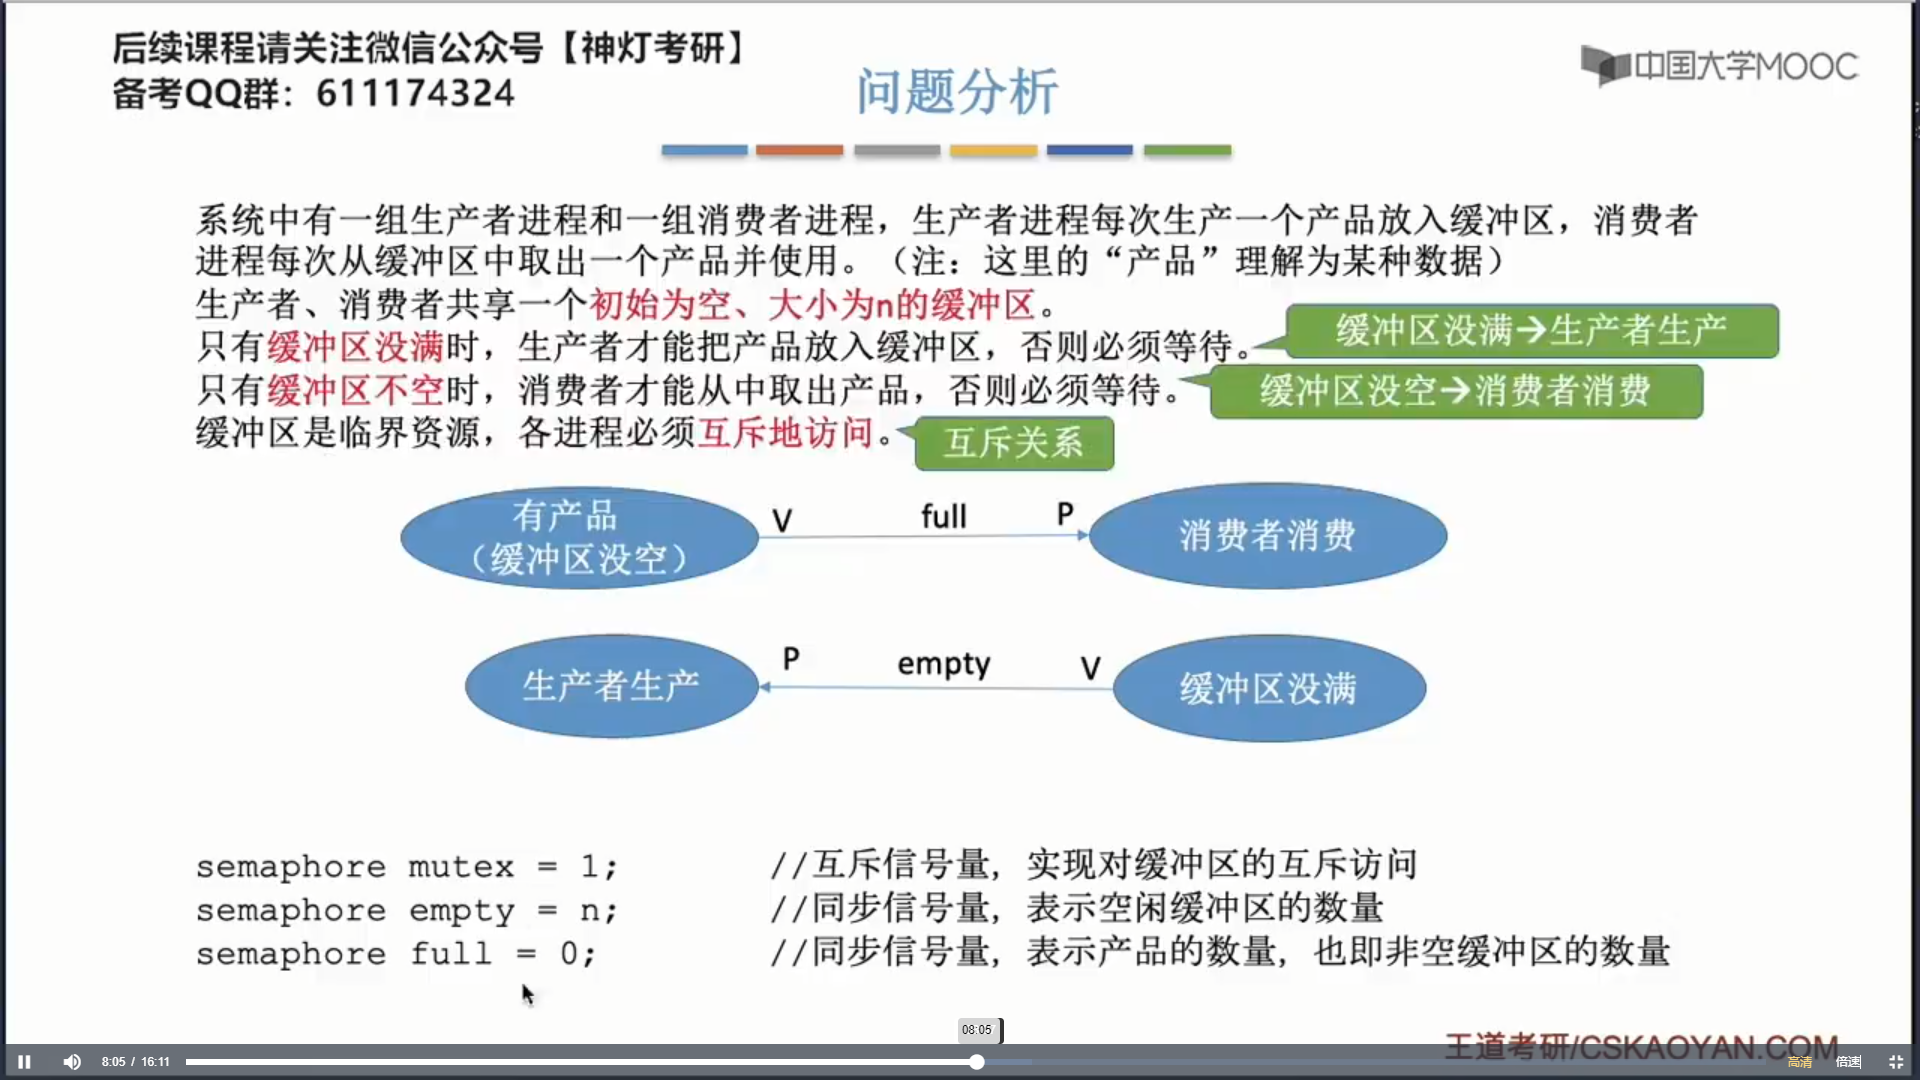 后续课程请关注微信公众号【神灯考研】
备考QQ群：611174324
中国大学MOOC
问题分析
系统中有一组生产者进程和一组消费者进程，生产者进程每次生产一个产品放入缓冲区，消费者
进程每次从缓冲区中取出一个产品并使用。（注：这里的“产品”理解为某种数据）
生产者、消费者共享一个初始为空、大小为n的缓冲区。
只有缓冲区没满时，生产者才能把产品放入缓冲区，否则必须等待。
缓冲区没满→生产者生产
只有缓冲区不空时，消费者才能从中取出产品，否则必须等待。
缓冲区没空→消费者消费
缓冲区是临界资源，各进程必须互斥地访问。
互斥关系
有产品
（缓冲区没空）
V full P
消费者消费
生产者生产
P empty V
缓冲区没满
semaphore mutex = 1; //互斥信号量，实现对缓冲区的互斥访问
semaphore empty = n; //同步信号量，表示空闲缓冲区的数量
semaphore full = 0; //同步信号量，表示产品的数量，也即非空缓冲区的数量
08:05
王道考研/CSKAOYAN.COM
8:05 / 16:11
高清 倍速